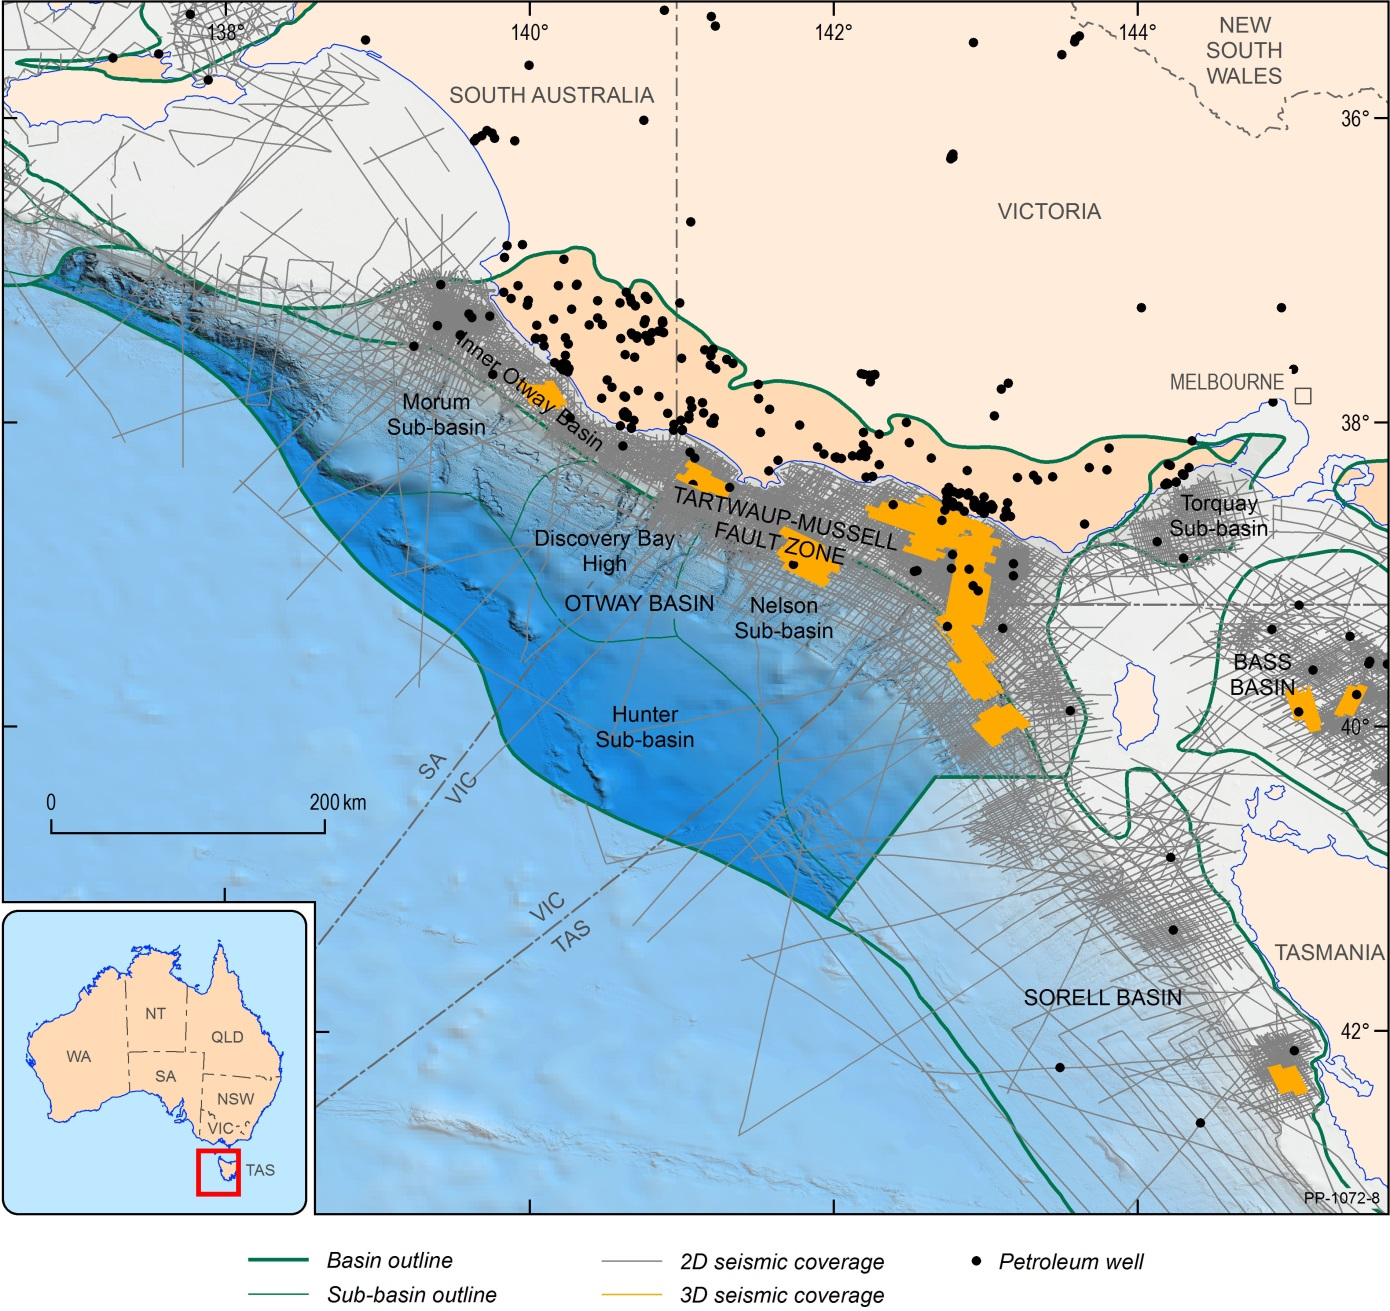 138°
140°
142°
144°
NEW
SOUTH
WALES
SOUTH AUSTRALIA
36°
VICTORIA
MELBOURNE
38°
Inner Otway Basin
Morum
Sub-basin
TARTWAUP-MUSSELL
FAULT ZONE
Torquay
Sub-basin
Discovery Bay
High
OTWAY BASIN
Nelson
Sub-basin
BASS
BASIN
Hunter
Sub-basin
40°
SA
VIC
0
200 km
VIC
TAS
TASMANIA
SORELL BASIN
42°
NT
QLD
WA
SA
NSW
VIC
TAS
PP-1072-8
Basin outline
2D seismic coverage
Petroleum well
Sub-basin outline
3D seismic coverage